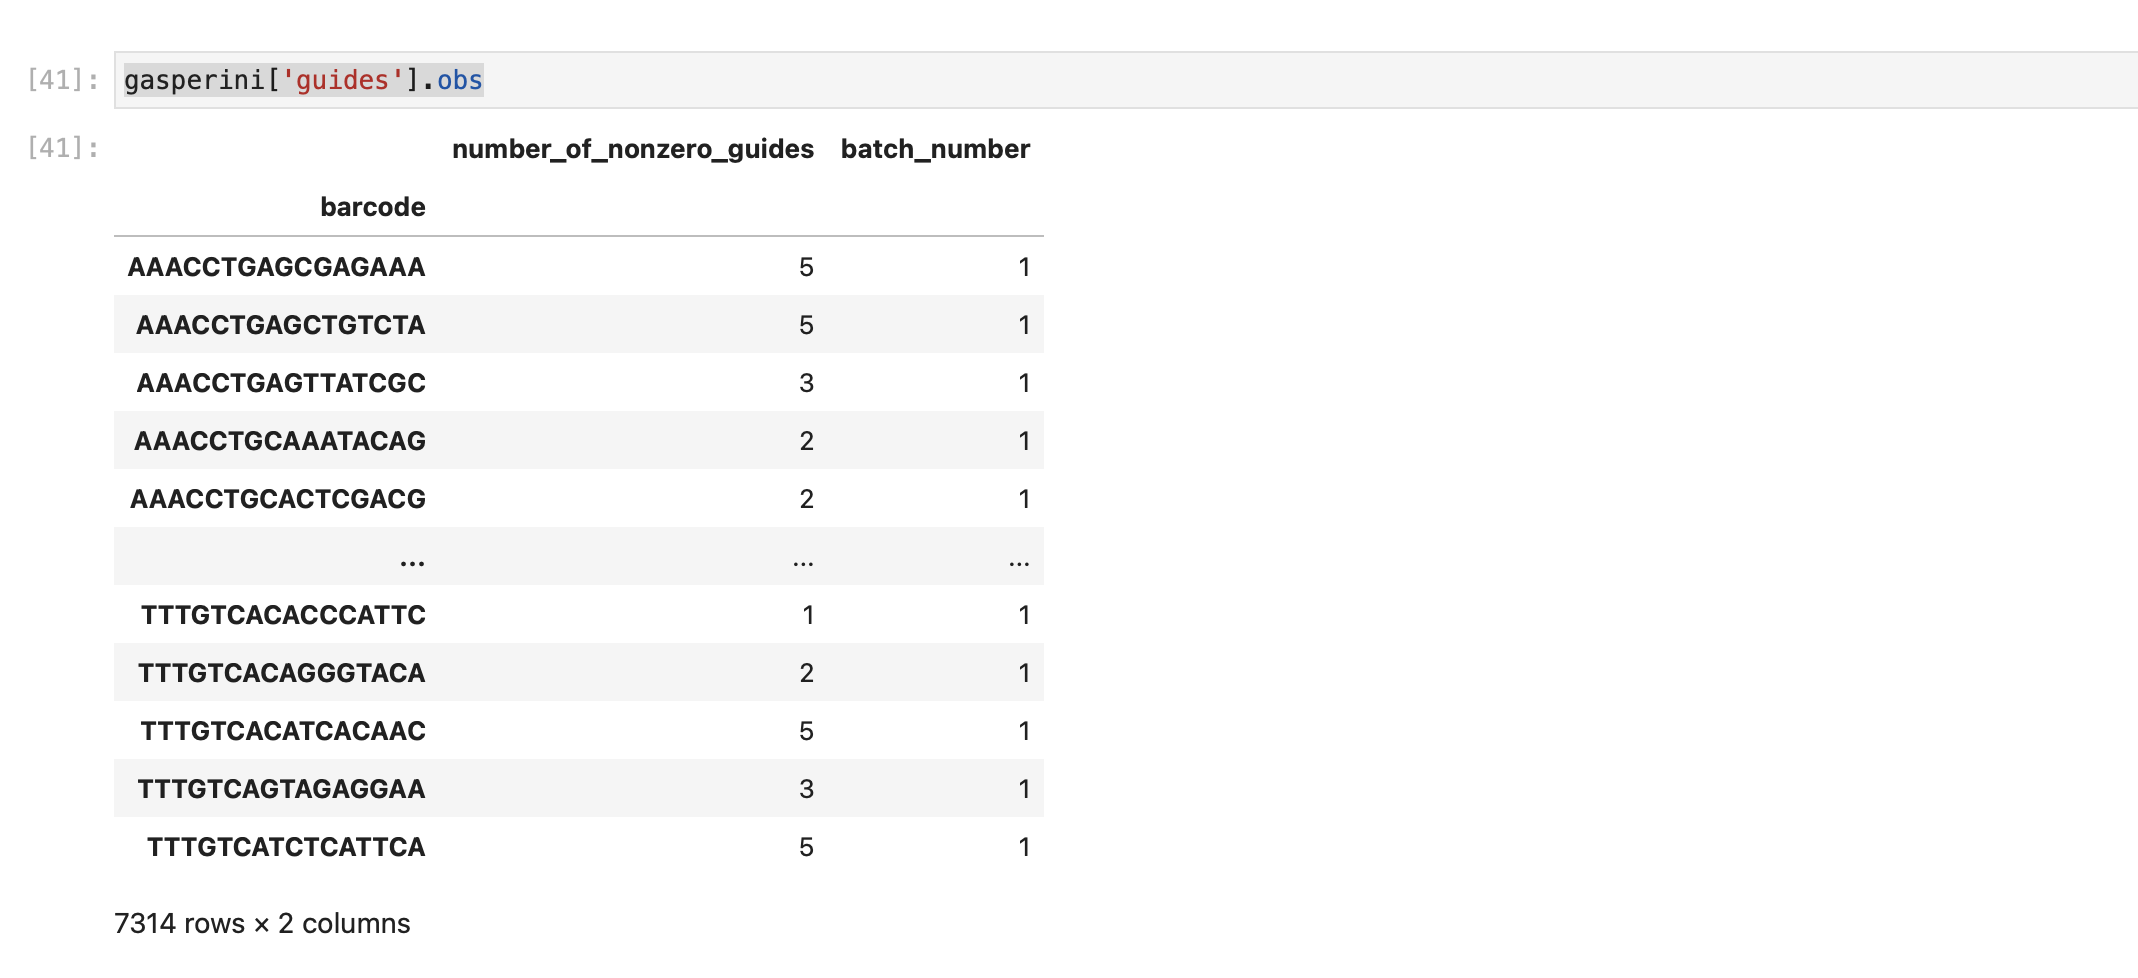 [41]: gasperini['guides'].obs
[41]:
number_of_nonzero_guides batch_number
barcode
AAACCTGAGCGAGAAA 5 1
AAACCTGAGCTGTCTA 5 1
AAACCTGAGTTATCGC 3 1
AAACCTGCAAATACAG 2 1
AAACCTGCACTCGACG 2 1
... ... ...
TTTGTCACACCCATTC 1 1
TTTGTCACAGGGTACA 2 1
TTTGTCACATCACAAC 5 1
TTTGTCAGTAGAGGAA 3 1
TTTGTCATCTCATTCA 5 1
7314 rows × 2 columns